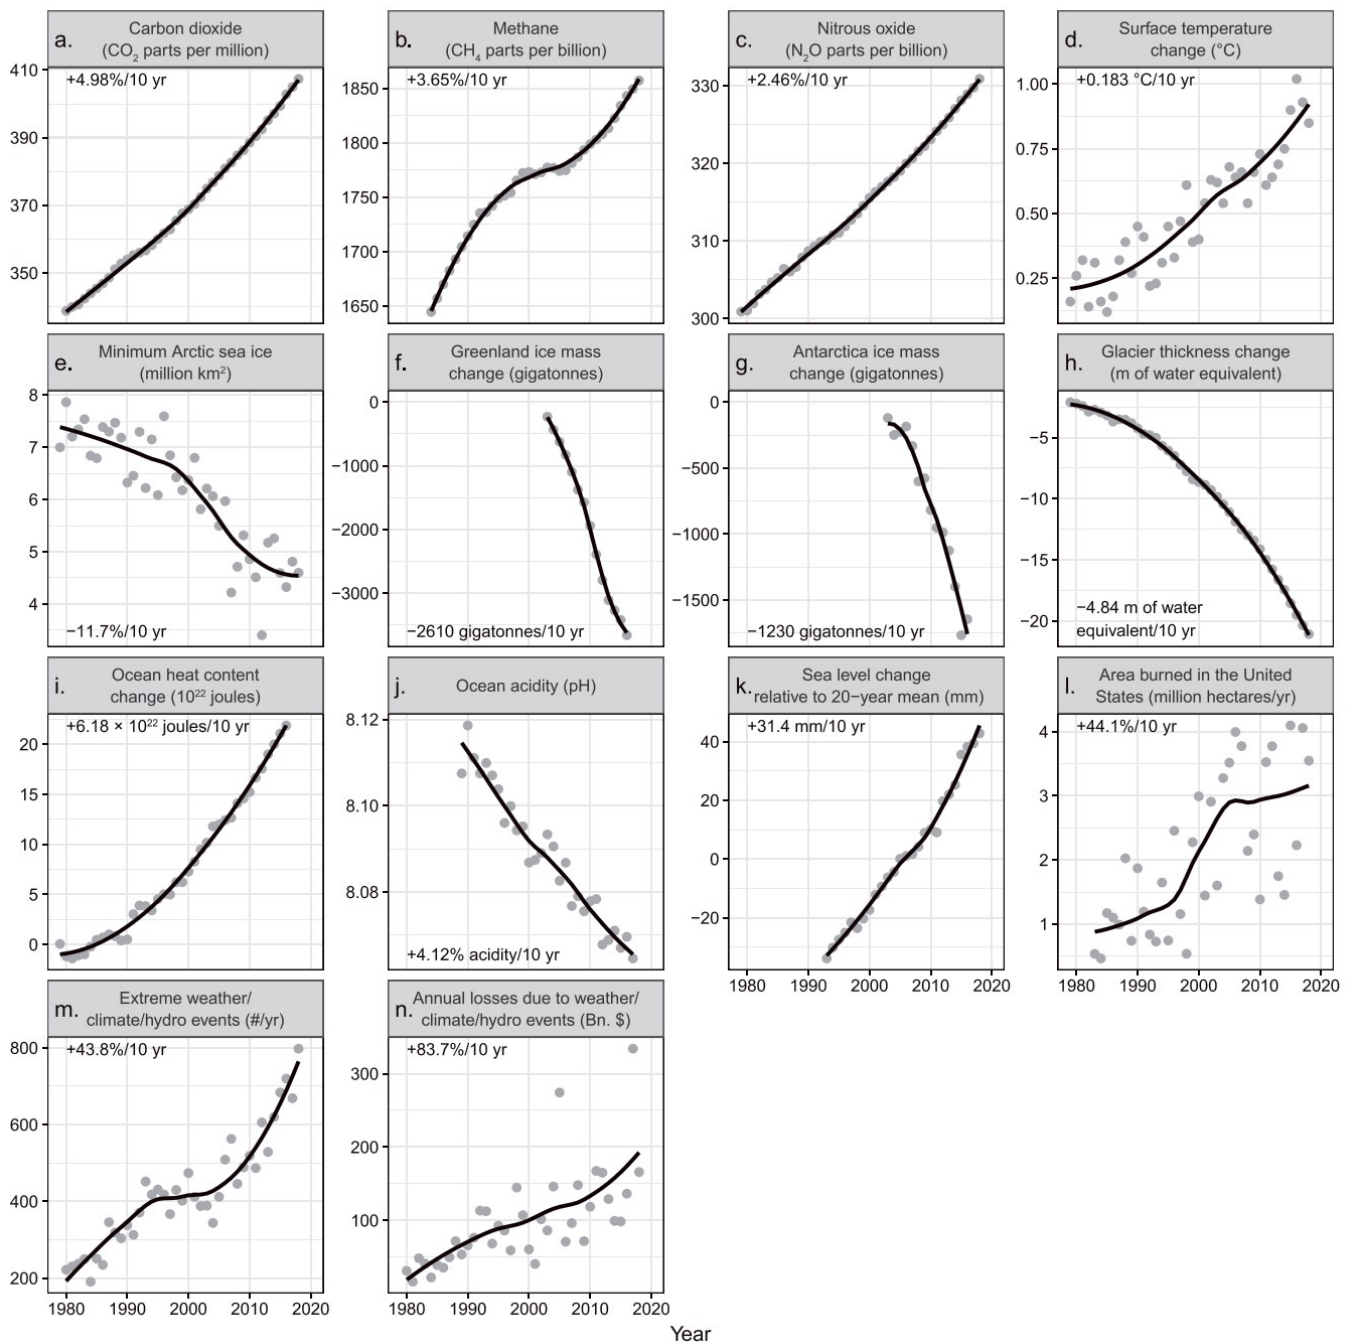 a. Carbon dioxide
(CO₂ parts per million)
+4.98%/10 yr
410
390
370
350
b. Methane
(CH₄ parts per billion)
+3.65%/10 yr
1850
1800
1750
1700
1650
c. Nitrous oxide
(N₂O parts per billion)
+2.46%/10 yr
330
320
310
300
d. Surface temperature
change (°C)
+0.183 °C/10 yr
1.00
0.75
0.50
0.25
e. Minimum Arctic sea ice
(million km²)
8
7
6
5
4
−11.7%/10 yr
f. Greenland ice mass
change (gigatonnes)
0
−1000
−2000
−3000
−2610 gigatonnes/10 yr
g. Antarctica ice mass
change (gigatonnes)
0
−500
−1000
−1500
−1230 gigatonnes/10 yr
h. Glacier thickness change
(m of water equivalent)
−5
−10
−15
−20
−4.84 m of water
equivalent/10 yr
i. Ocean heat content
change (10²² joules)
+6.18 × 10²² joules/10 yr
20
15
10
5
0
j. Ocean acidity (pH)
8.12
8.10
8.08
+4.12% acidity/10 yr
k. Sea level change
relative to 20−year mean (mm)
+31.4 mm/10 yr
40
20
0
−20
1980 1990 2000 2010 2020
l. Area burned in the United
States (million hectares/yr)
+44.1%/10 yr
4
3
2
1
1980 1990 2000 2010 2020
m. Extreme weather/
climate/hydro events (#/yr)
+43.8%/10 yr
800
600
400
200
1980 1990 2000 2010 2020
n. Annual losses due to weather/
climate/hydro events (Bn. $)
+83.7%/10 yr
300
200
100
1980 1990 2000 2010 2020
Year